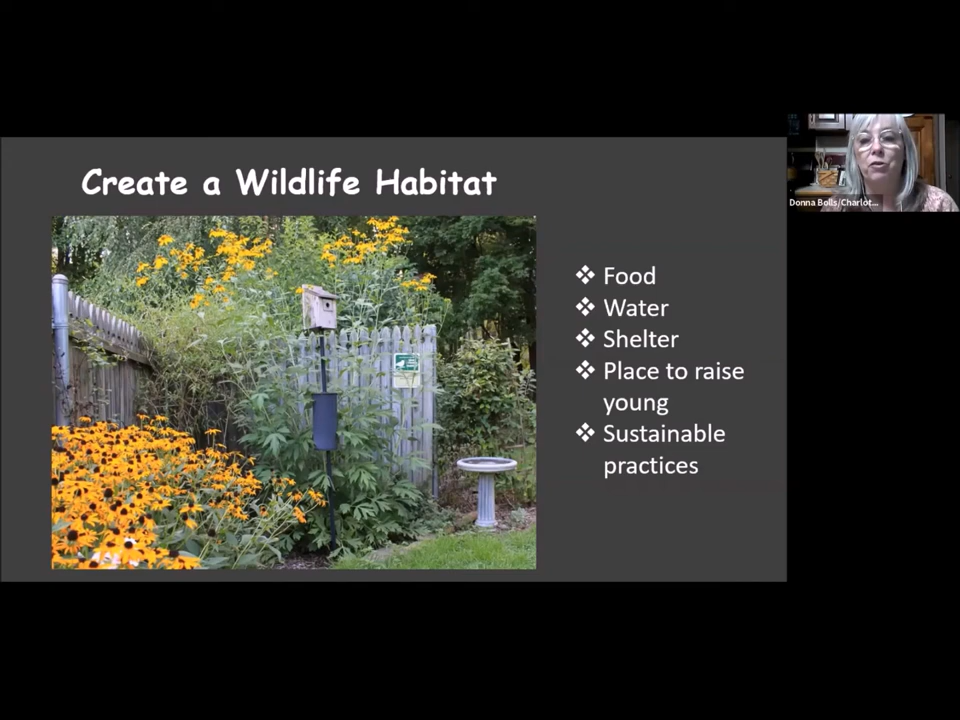 Create a Wildlife Habitat
Donna Bolls/Charlot...
❖ Food
❖ Water
❖ Shelter
❖ Place to raise
young
❖ Sustainable
practices